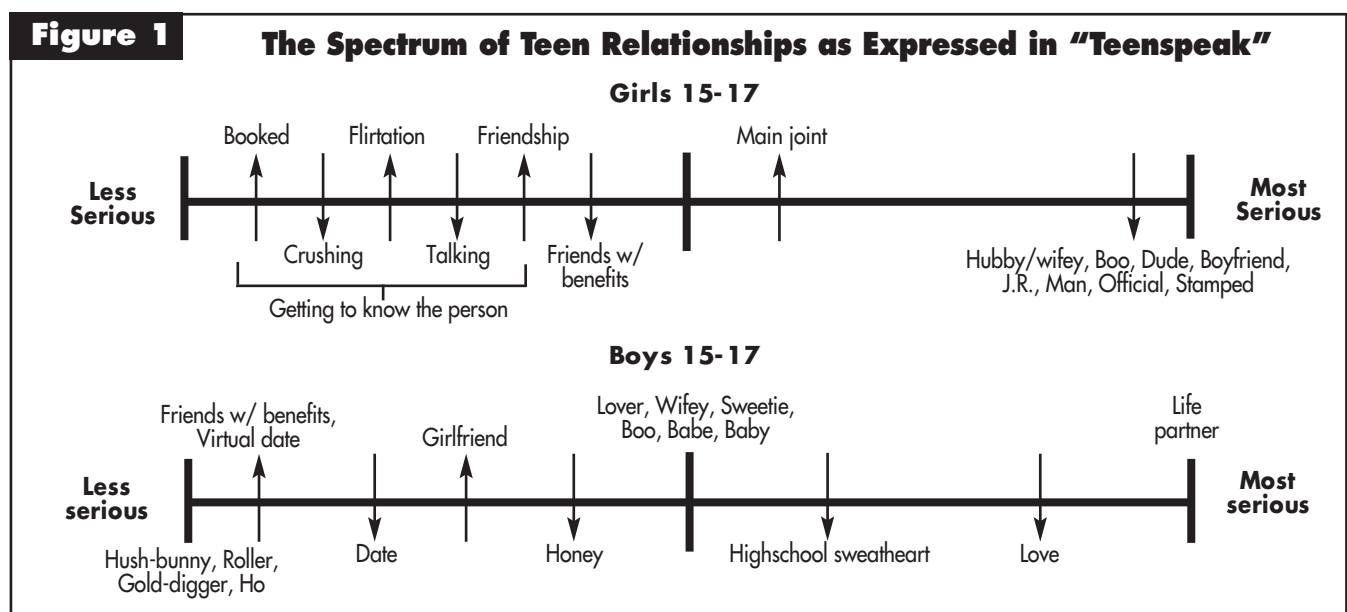 Figure 1
The Spectrum of Teen Relationships as Expressed in “Teenspeak”
Girls 15-17
Booked
Flirtation
Friendship
Main joint
Less
Serious
Most
Serious
Crushing
Talking
Friends w/
benefits
Hubby/wifey, Boo, Dude, Boyfriend,
J.R., Man, Official, Stamped
Getting to know the person
Boys 15-17
Friends w/ benefits,
Virtual date
Girlfriend
Lover, Wifey, Sweetie,
Boo, Babe, Baby
Life
partner
Less
serious
Most
serious
Hush-bunny, Roller,
Gold-digger, Ho
Date
Honey
Highschool sweatheart
Love